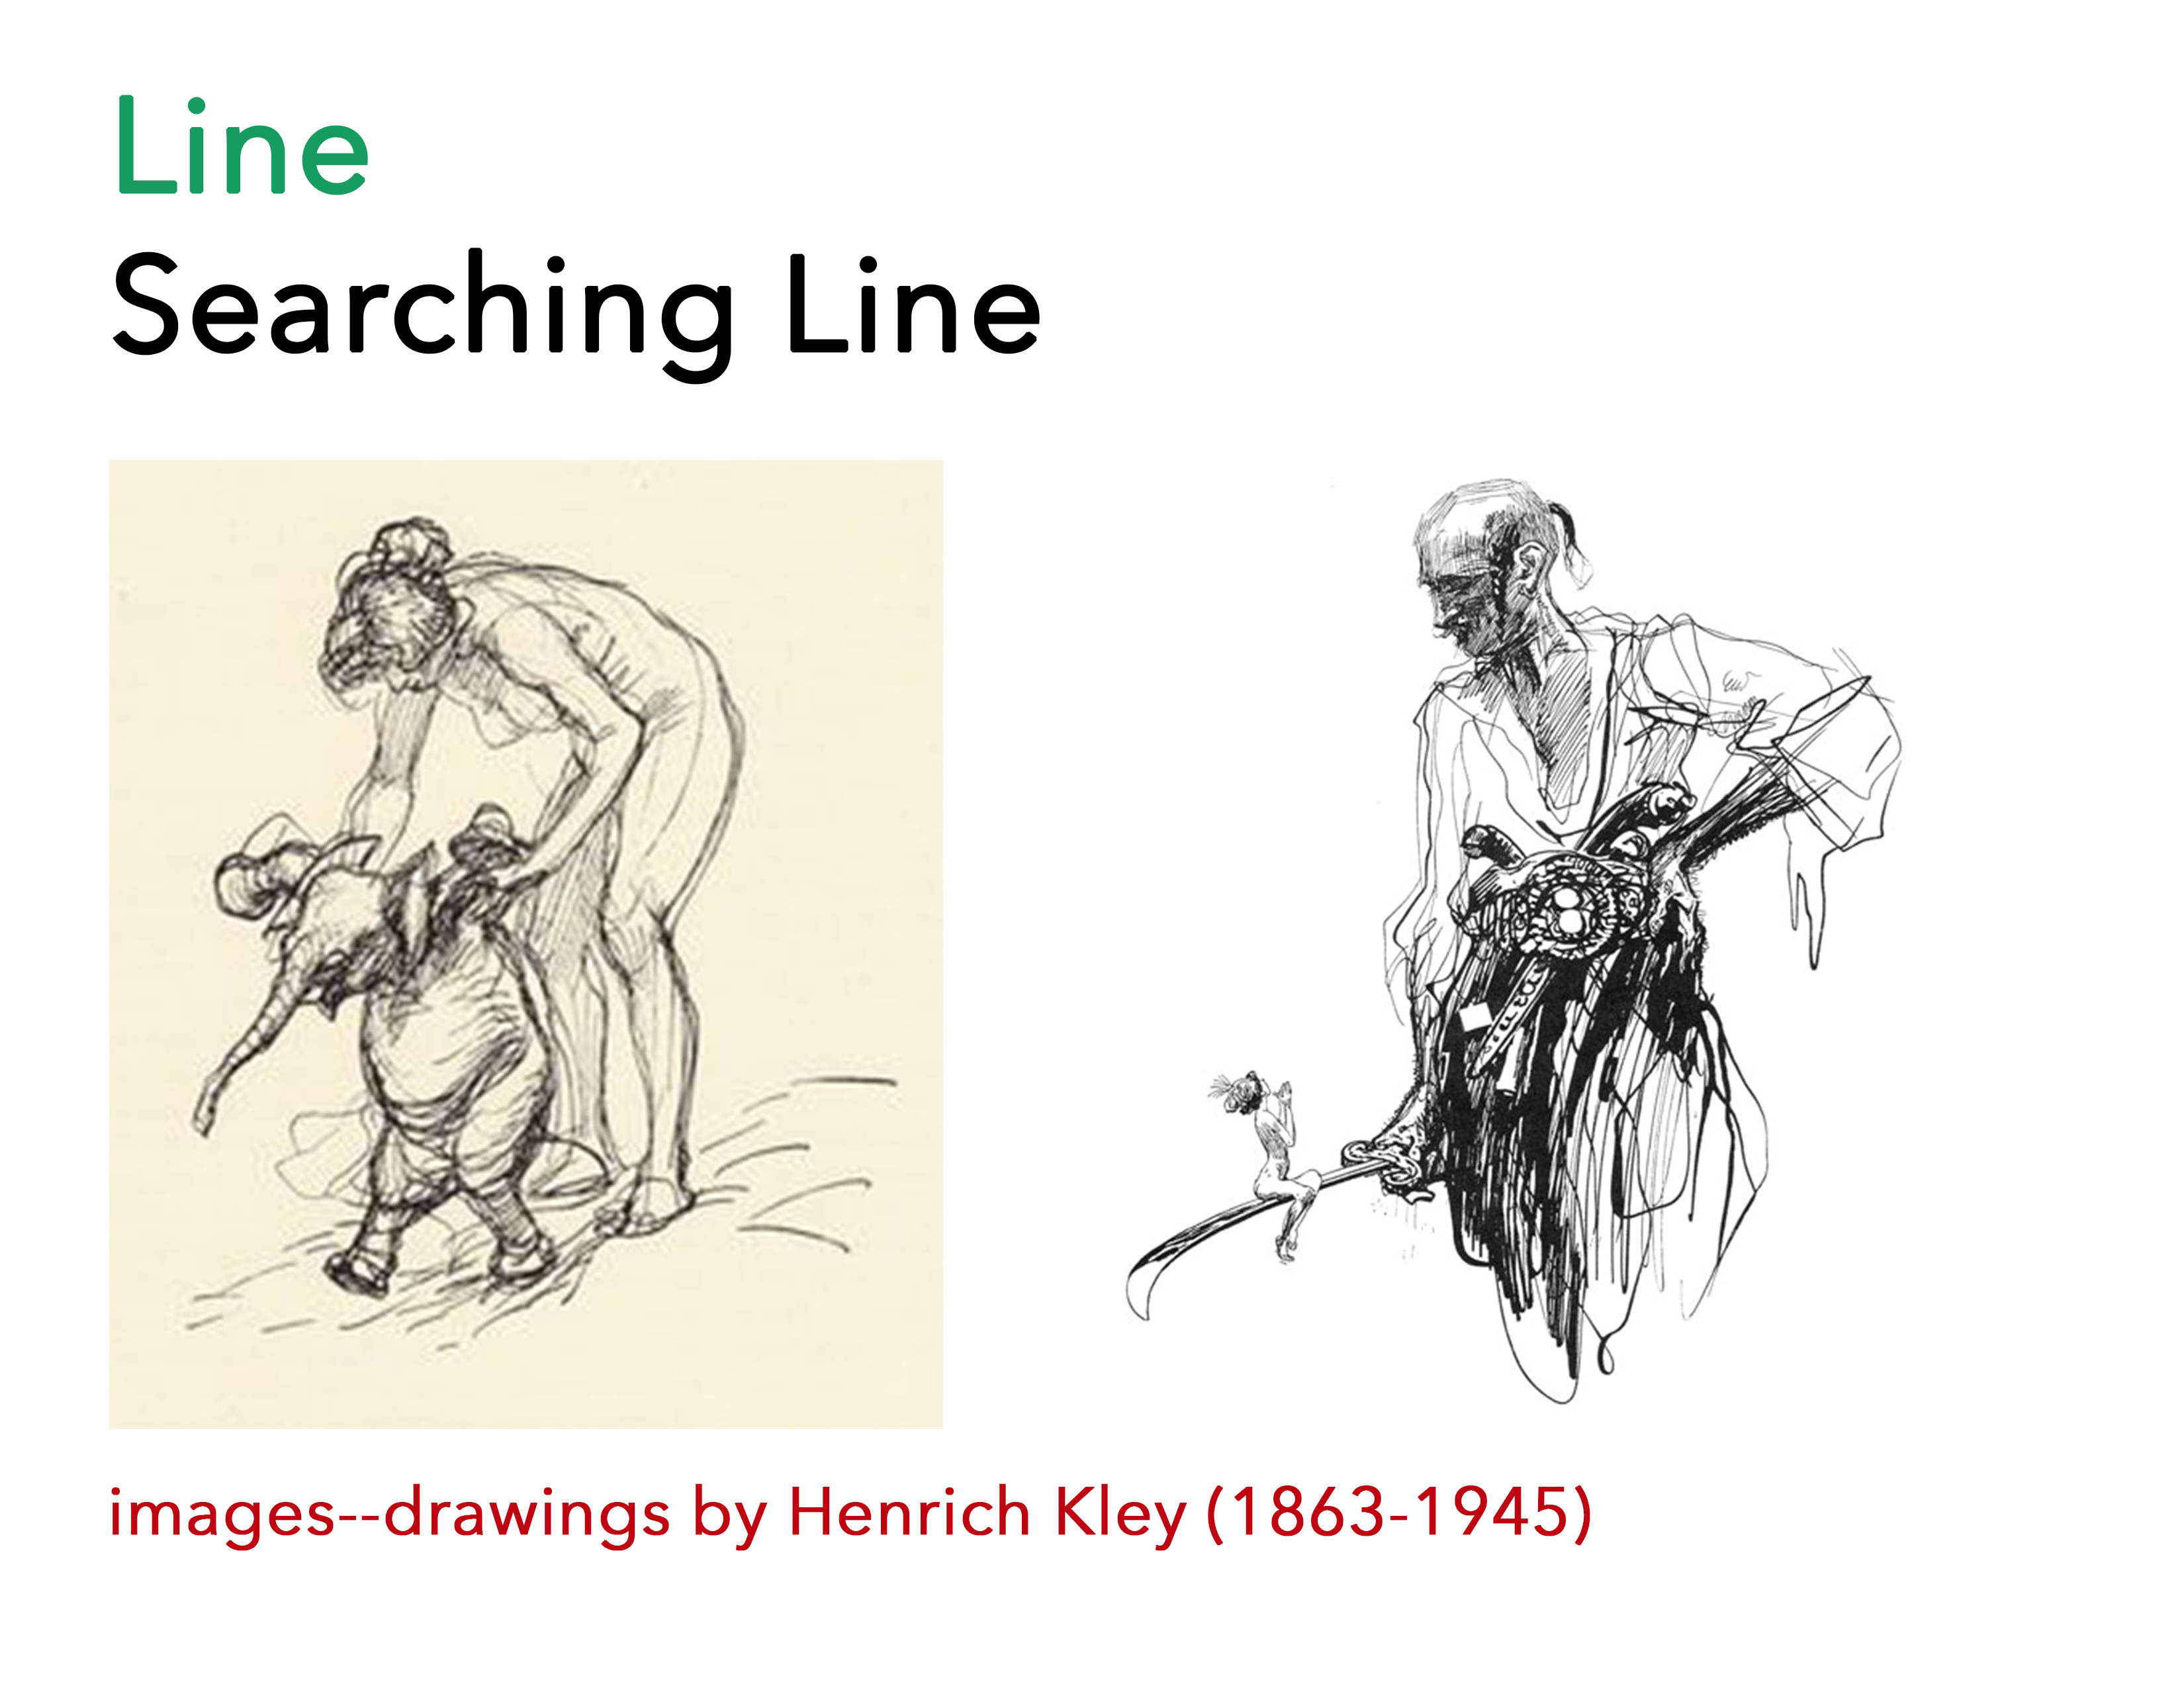 Line
Searching Line
images--drawings by Henrich Kley (1863-1945)